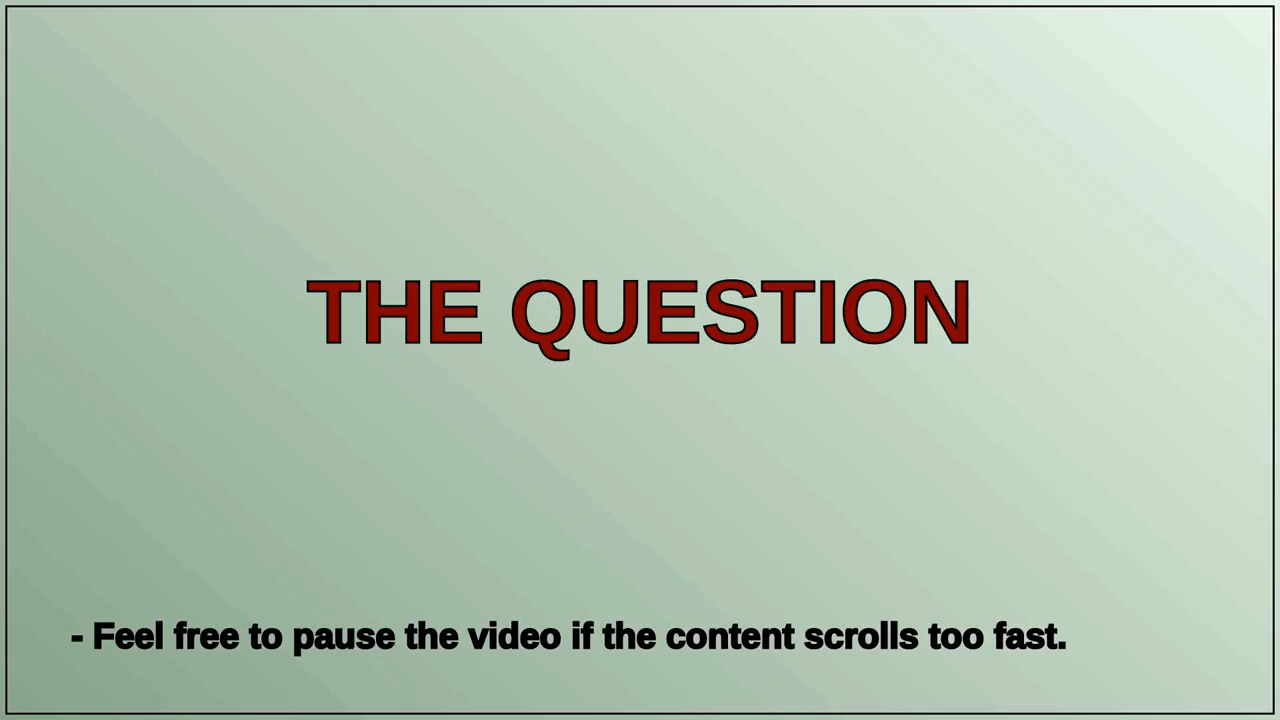 THE QUESTION
- Feel free to pause the video if the content scrolls too fast.